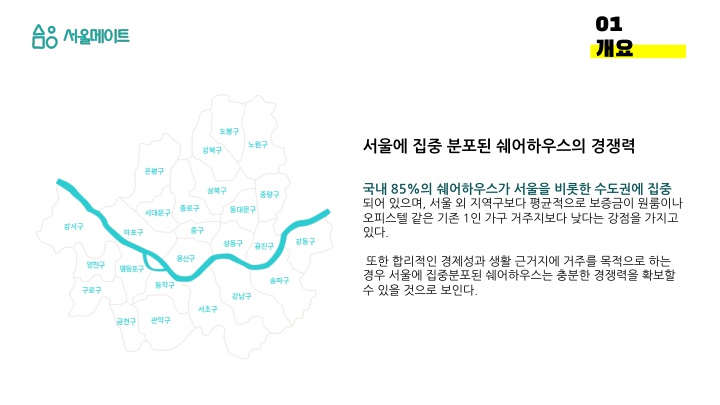 서울메이트
01
개요
도봉구
강북구
노원구
은평구
성북구
중랑구
서대문구
종로구
동대문구
강서구
마포구
중구
성동구
광진구
강동구
용산구
양천구
영등포구
동작구
송파구
구로구
강남구
서초구
금천구
관악구
서울에 집중 분포된 쉐어하우스의 경쟁력
국내 85%의 쉐어하우스가 서울을 비롯한 수도권에 집중
되어 있으며, 서울 외 지역구보다 평균적으로 보증금이 원룸이나
오피스텔 같은 기존 1인 가구 거주지보다 낮다는 강점을 가지고
있다.
또한 합리적인 경제성과 생활 근거지에 거주를 목적으로 하는
경우 서울에 집중분포된 쉐어하우스는 충분한 경쟁력을 확보할
수 있을 것으로 보인다.